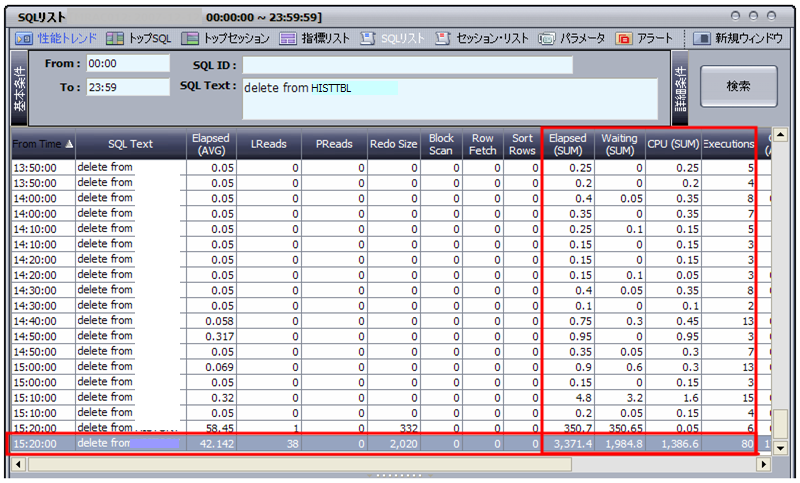 SQLリスト 00:00:00 ~ 23:59:59]
性能トレンド トップSQL トップセッション 指標リスト SQLリスト セッション・リスト パラメータ アラート 新規ウィンドウ
基本条件
From : 00:00 SQL ID :
To : 23:59 SQL Text : delete from HISTTBL
詳細条件
検索
From Time SQL Text Elapsed (AVG) LReads PReads Redo Size Block Scan Row Fetch Sort Rows Elapsed (SUM) Waiting (SUM) CPU (SUM) Executions
13:50:00 delete from 0.05 0 0 0 0 0 0 0.25 0 0.25 5
13:50:00 delete from 0.05 0 0 0 0 0 0 0.2 0 0.2 4
14:00:00 delete from 0.05 0 0 0 0 0 0 0.4 0.05 0.35 8
14:00:00 delete from 0.05 0 0 0 0 0 0 0.35 0 0.35 7
14:10:00 delete from 0.05 0 0 0 0 0 0 0.25 0.1 0.15 5
14:10:00 delete from 0.05 0 0 0 0 0 0 0.15 0 0.15 3
14:20:00 delete from 0.05 0 0 0 0 0 0 0.15 0 0.15 3
14:20:00 delete from 0.05 0 0 0 0 0 0 0.15 0.1 0.05 3
14:30:00 delete from 0.05 0 0 0 0 0 0 0.4 0.05 0.35 8
14:30:00 delete from 0.05 0 0 0 0 0 0 0.1 0 0.1 2
14:40:00 delete from 0.058 0 0 0 0 0 0 0.75 0.3 0.45 13
14:50:00 delete from 0.317 0 0 0 0 0 0 0.95 0 0.95 3
14:50:00 delete from 0.05 0 0 0 0 0 0 0.35 0.05 0.3 7
15:00:00 delete from 0.069 0 0 0 0 0 0 0.9 0.6 0.3 13
15:00:00 delete from 0.05 0 0 0 0 0 0 0.15 0 0.15 3
15:10:00 delete from 0.32 0 0 0 0 0 0 4.8 3.2 1.6 15
15:10:00 delete from 0.05 0 0 0 0 0 0 0.2 0.05 0.15 4
15:20:00 delete from 58.45 1 0 332 0 0 0 350.7 350.65 0.05 6
15:20:00 delete from 42.142 38 0 2,020 0 0 0 3,371.4 1,984.8 1,386.6 80